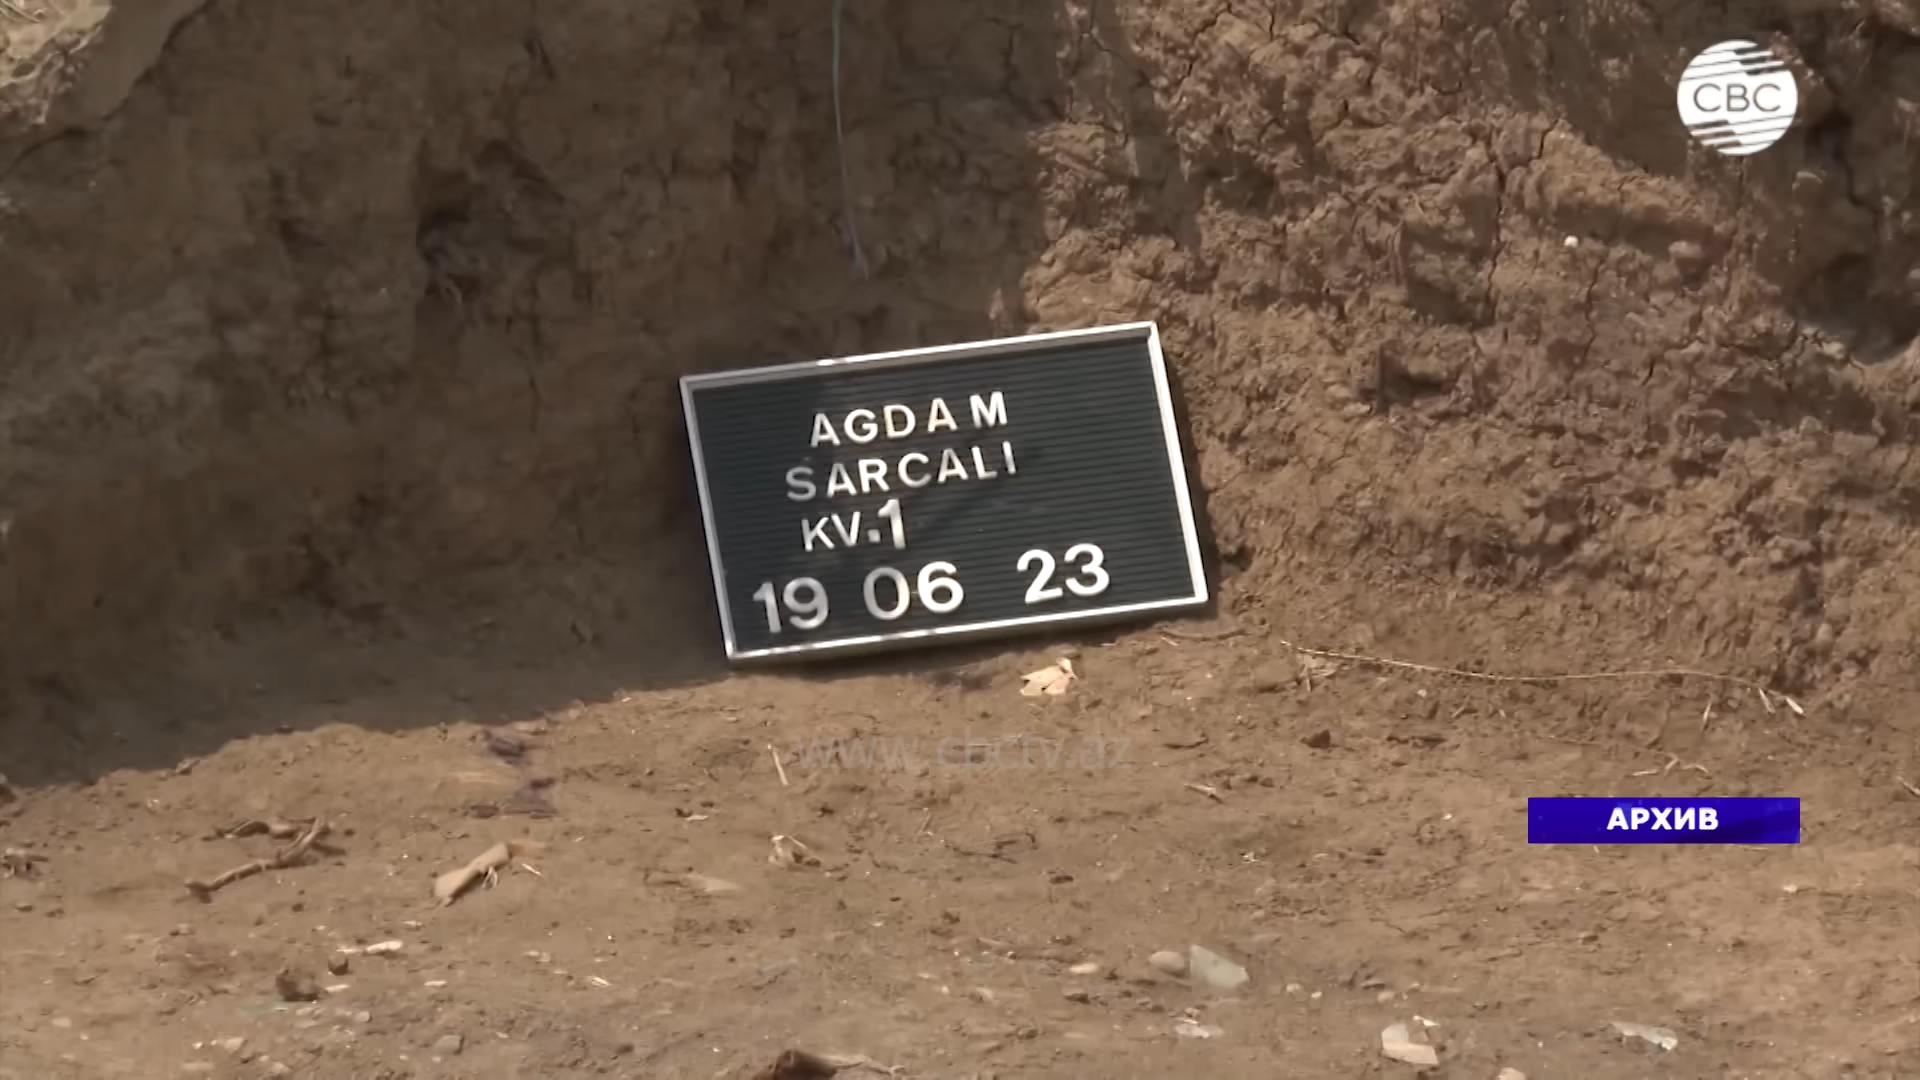 CBC
AGDAM
SARCALI
KV.1
19 06 23
www.cbctv.az
АРХИВ